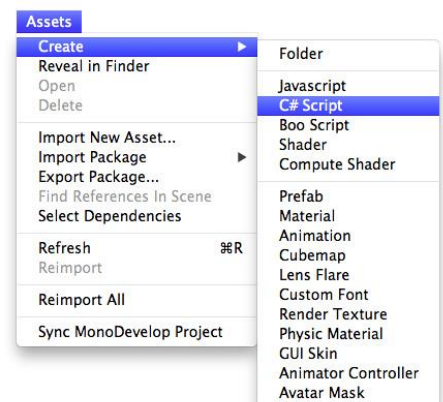 Assets
Create
Reveal in Finder
Open
Delete
Import New Asset...
Import Package
Export Package...
Find References In Scene
Select Dependencies
Refresh ⌘R
Reimport
Reimport All
Sync MonoDevelop Project
Folder
Javascript
C# Script
Boo Script
Shader
Compute Shader
Prefab
Material
Animation
Cubemap
Lens Flare
Custom Font
Render Texture
Physic Material
GUI Skin
Animator Controller
Avatar Mask